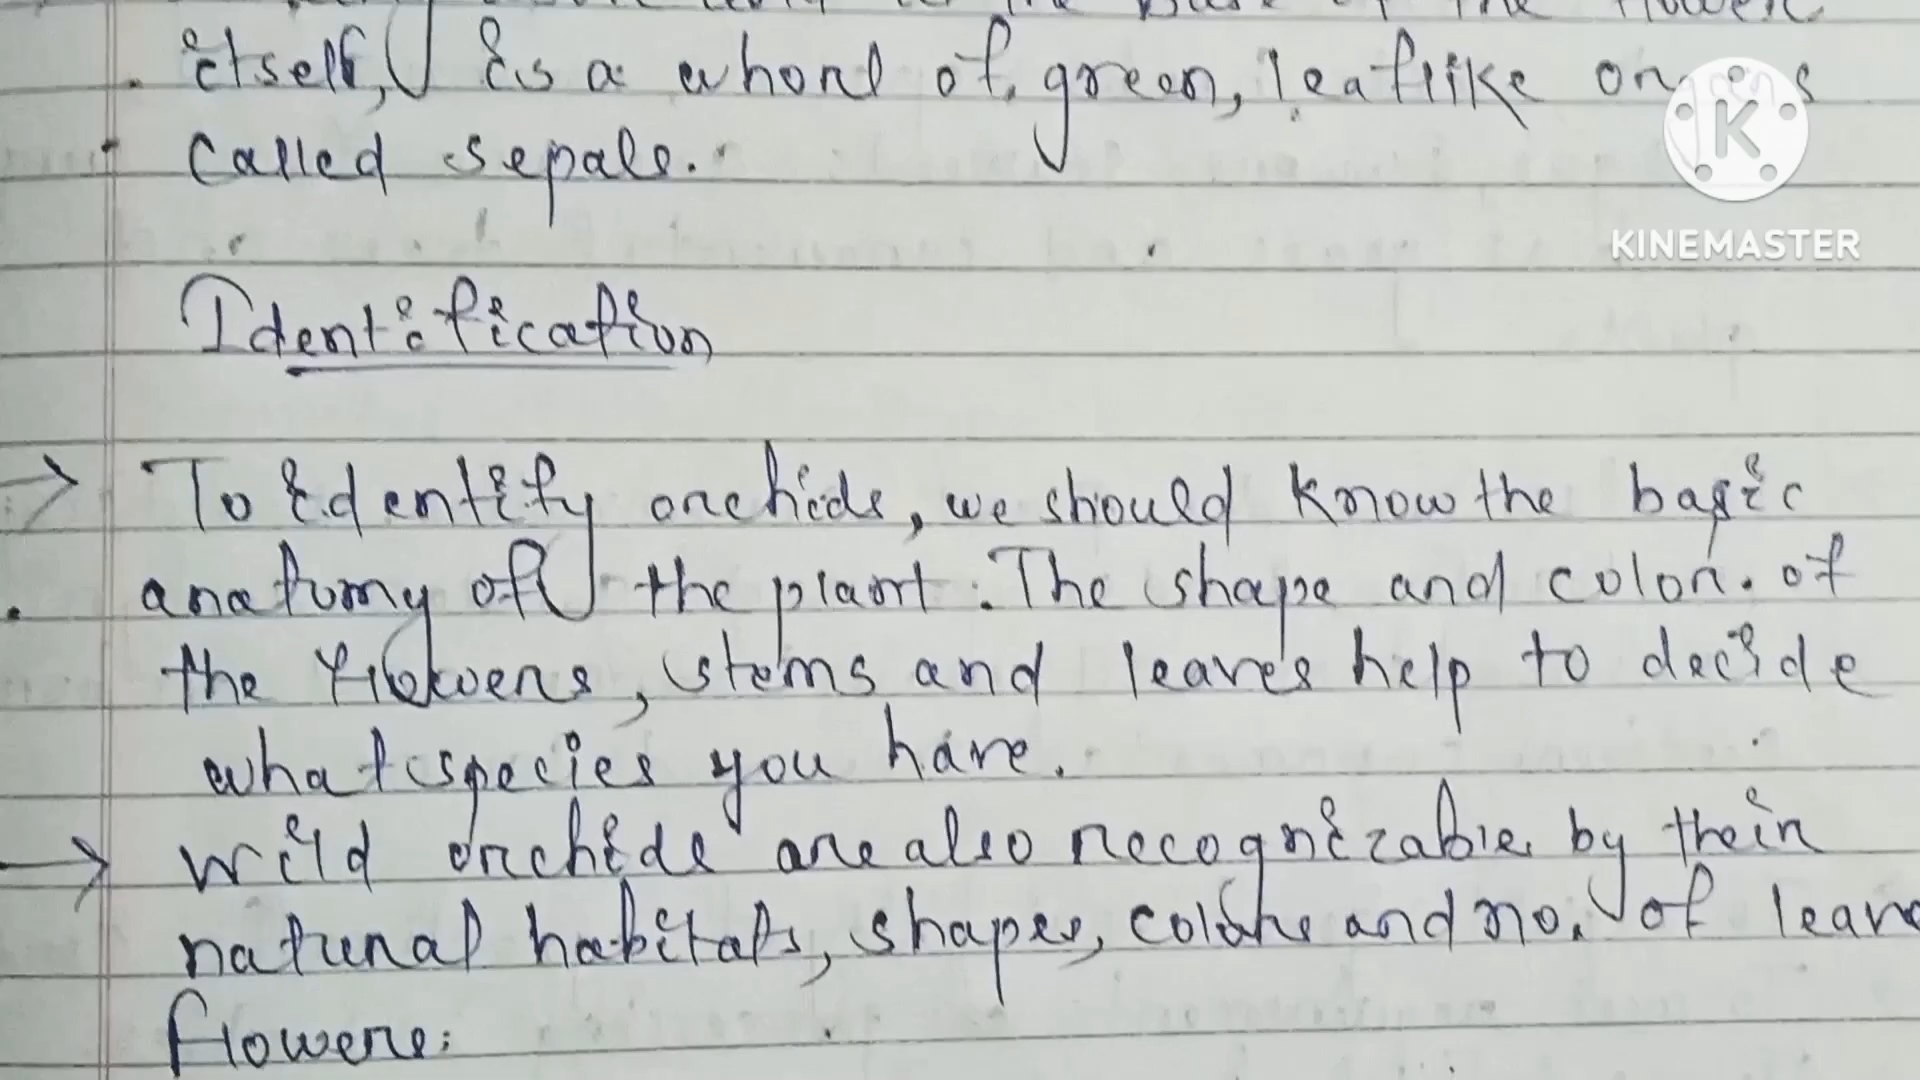 itself, is a whorl of green, leaflike organs
called sepals.
KINEMASTER
Identification
→ To identify orchids, we should know the basic
anatomy of the plant. The shape and color of
the flowers, stems and leaves help to decide
what species you have.
→ Wild orchids are also recognizable by their
natural habitats, shapes, colors and no. of leave
flowers.